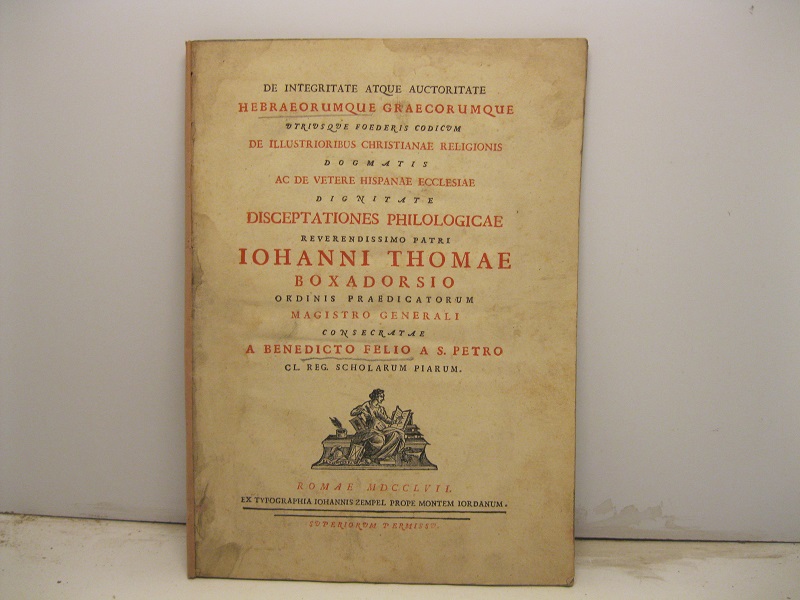 DE INTEGRITATE ATQUE AUCTORITATE
HEBRAEORUMQUE GRAECORUMQUE
UTRIUSQUE FOEDERIS CODICUM
DE ILLUSTRIORIBUS CHRISTIANAE RELIGIONIS
DOGMATIS
AC DE VETERE HISPANAE ECCLESIAE
DIGNITATE
DISCEPTATIONES PHILOLOGICAE
REVERENDISSIMO PATRI
IOHANNI THOMAE
BOXADORSIO
ORDINIS PRAEDICATORUM
MAGISTRO GENERALI
CONSECRATAE
A BENEDICTO FELIO A S. PETRO
CL. REG. SCHOLARUM PIARUM.
ROMAE MDCCLVII.
EX TYPOGRAPHIA IOHANNIS ZEMPEL PROPE MONTEM IORDANUM.
SUPERIORUM PERMISSU.